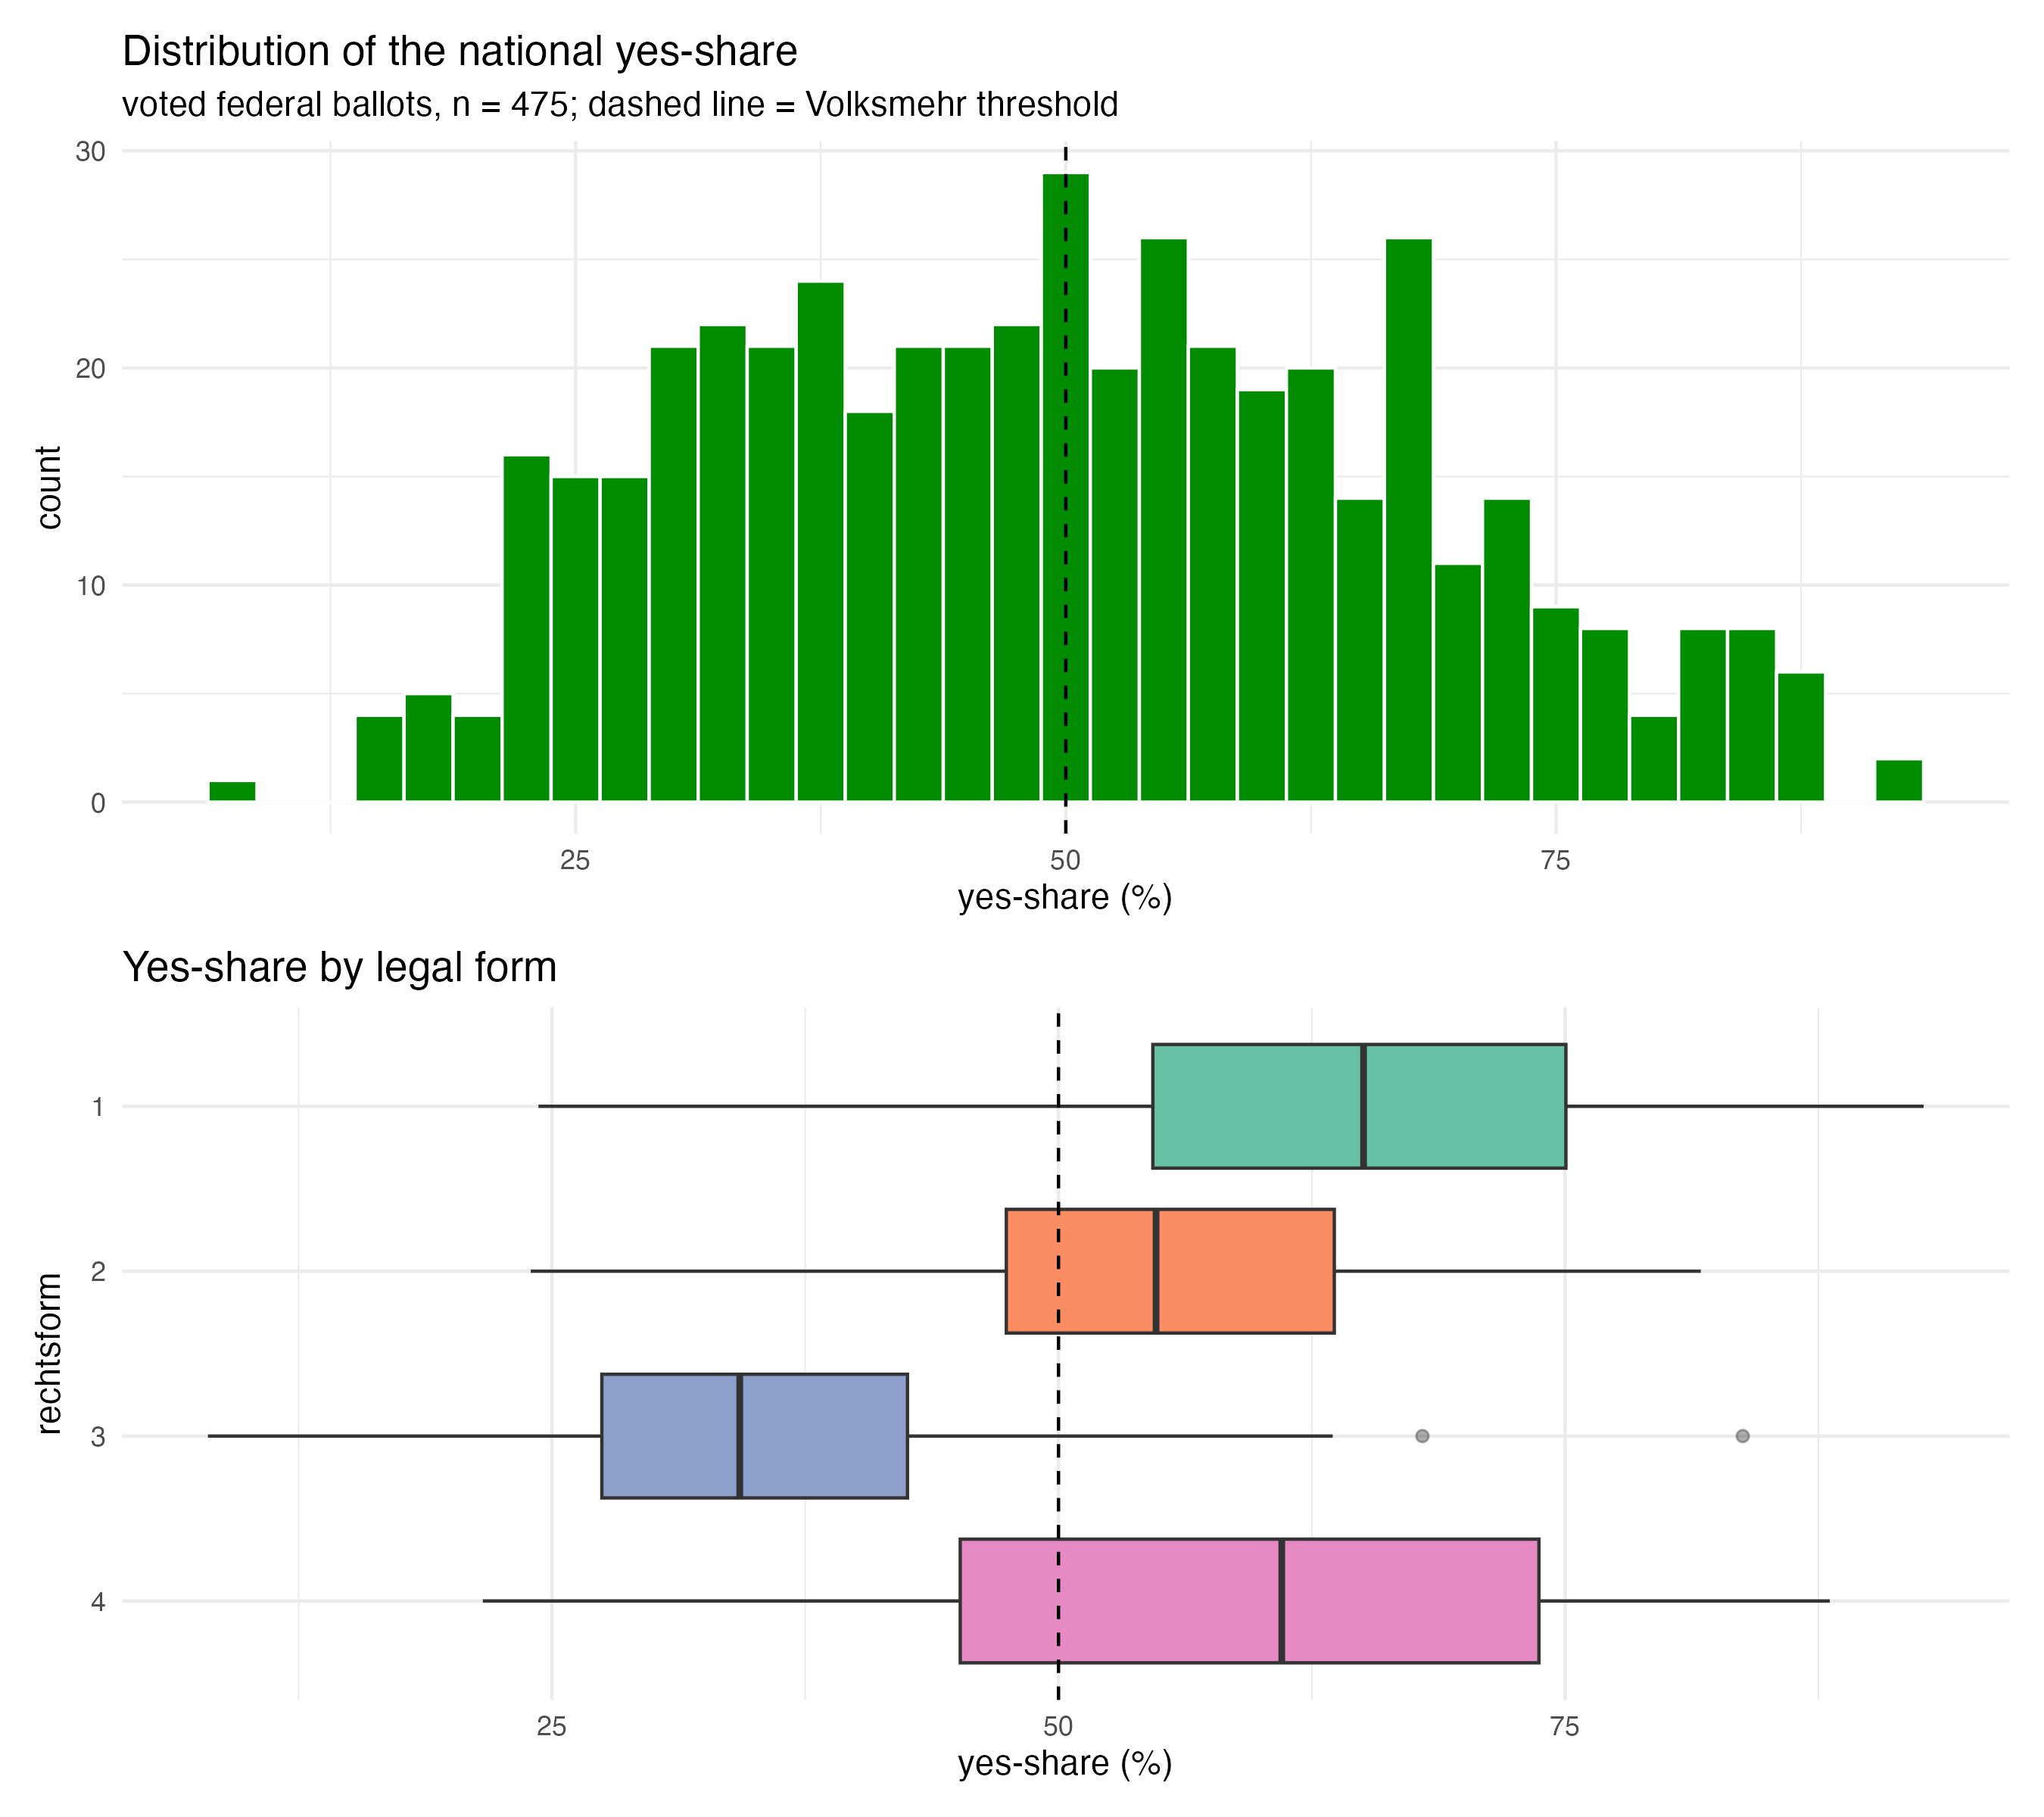 Distribution of the national yes-share
voted federal ballots, n = 475; dashed line = Volksmehr threshold
30
20
10
0
count
25 50 75
yes-share (%)
Yes-share by legal form
1
2
3
4
rechtsform
25 50 75
yes-share (%)